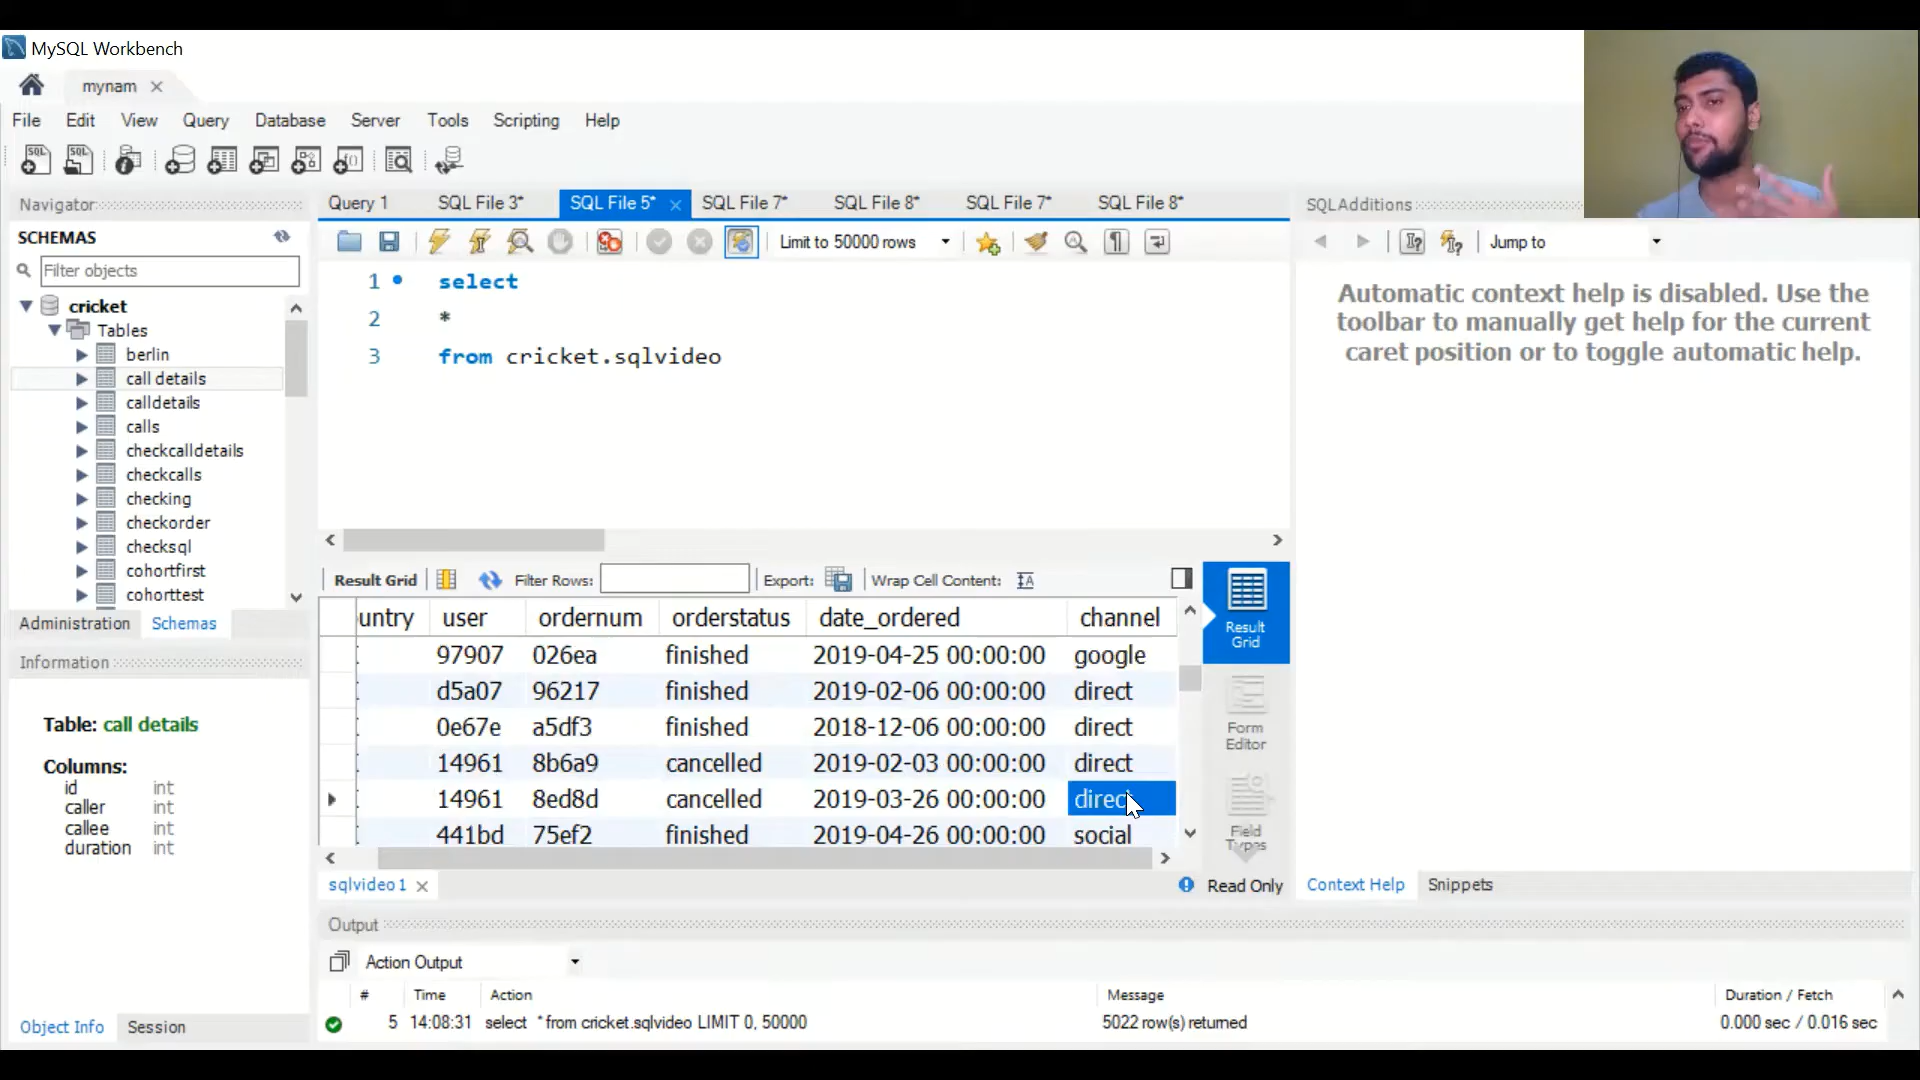 MySQL Workbench
mynam
File Edit View Query Database Server Tools Scripting Help
Navigator
SCHEMAS
Filter objects
cricket
Tables
berlin
call details
calldetails
calls
checkcalldetails
checkcalls
checking
checkorder
checksql
cohortfirst
cohorttest
Administration Schemas
Information
Table: call details
Columns:
id int
caller int
callee int
duration int
Object Info Session
Query 1 SQL File 3* SQL File 5* SQL File 7* SQL File 8* SQL File 7* SQL File 8*
Limit to 50000 rows
1 select
2 *
3 from cricket.sqlvideo
Result Grid Filter Rows: Export: Wrap Cell Content:
untry user ordernum orderstatus date_ordered channel
97907 026ea finished 2019-04-25 00:00:00 google
d5a07 96217 finished 2019-02-06 00:00:00 direct
0e67e a5df3 finished 2018-12-06 00:00:00 direct
14961 8b6a9 cancelled 2019-02-03 00:00:00 direct
14961 8ed8d cancelled 2019-03-26 00:00:00 direct
441bd 75ef2 finished 2019-04-26 00:00:00 social
Result
Grid
Form
Editor
Field
Types
sqlvideo 1 Read Only
SQLAdditions
Jump to
Automatic context help is disabled. Use the
toolbar to manually get help for the current
caret position or to toggle automatic help.
Context Help Snippets
Output
Action Output
# Time Action Message Duration / Fetch
5 14:08:31 select * from cricket.sqlvideo LIMIT 0, 50000 5022 row(s) returned 0.000 sec / 0.016 sec